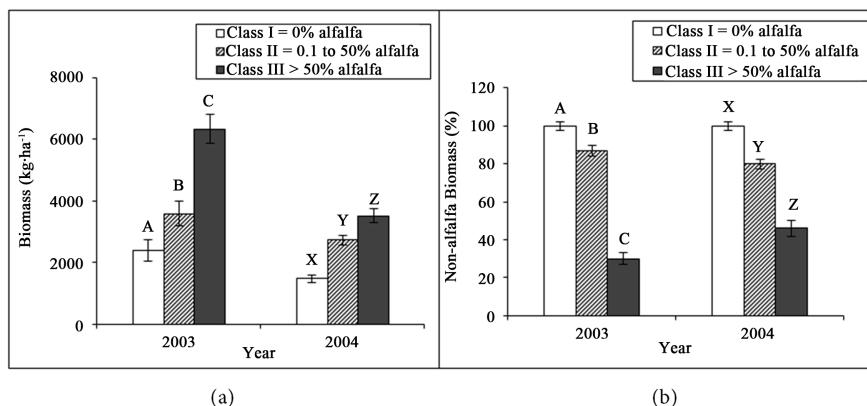 Class I = 0% alfalfa
Class II = 0.1 to 50% alfalfa
Class III > 50% alfalfa
8000
6000
4000
2000
0
Biomass (kg·ha⁻¹)
A
B
C
X
Y
Z
2003
2004
Year
(a)
Class I = 0% alfalfa
Class II = 0.1 to 50% alfalfa
Class III > 50% alfalfa
120
100
80
60
40
20
0
Non-alfalfa Biomass (%)
A
B
C
X
Y
Z
2003
2004
Year
(b)